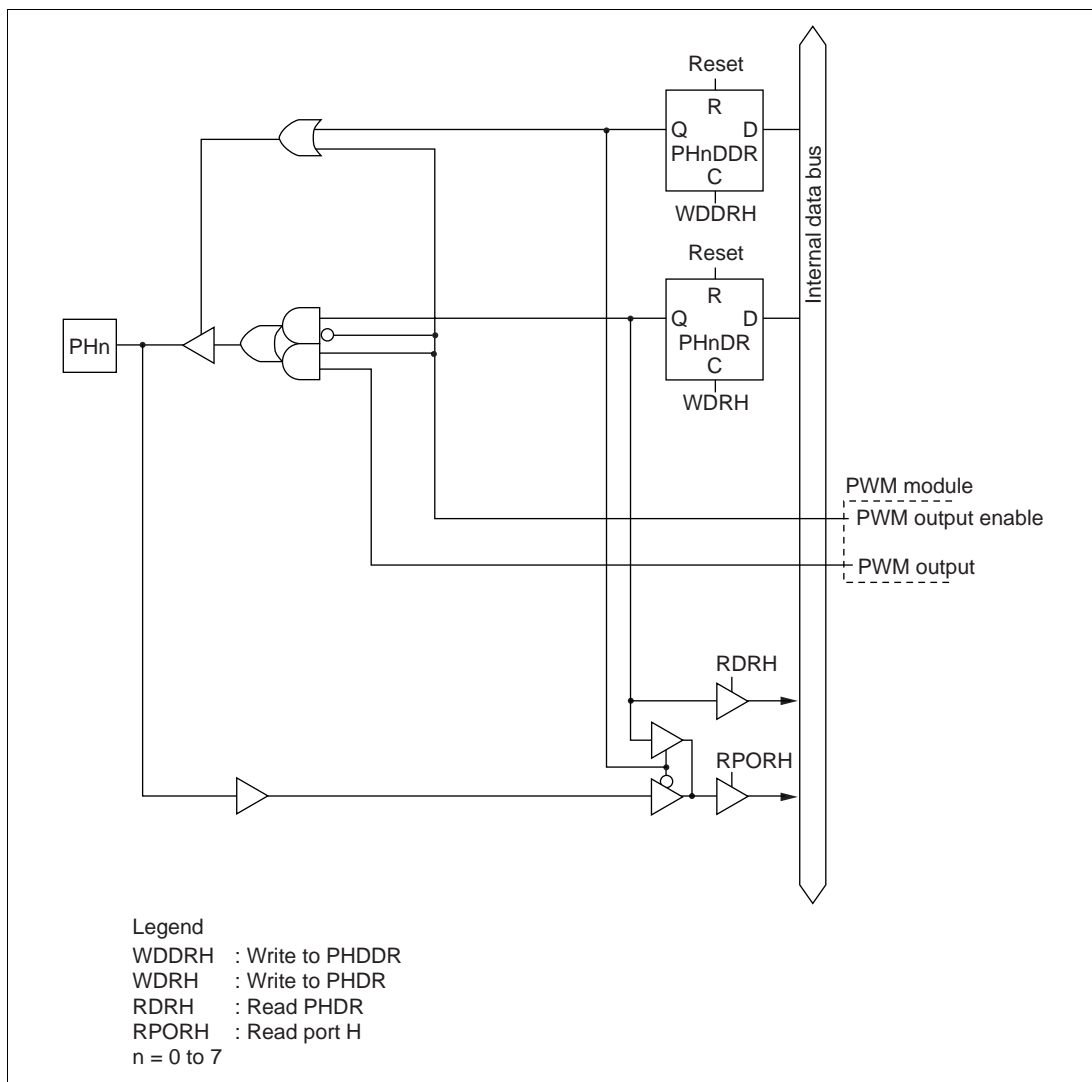 Reset
R
Q D
PHnDDR
C
WDDRH
Internal data bus
Reset
R
Q D
PHnDR
C
WDRH
PHn
PWM module
PWM output enable
PWM output
RDRH
RPORH
Legend
WDDRH : Write to PHDDR
WDRH : Write to PHDR
RDRH : Read PHDR
RPORH : Read port H
n = 0 to 7